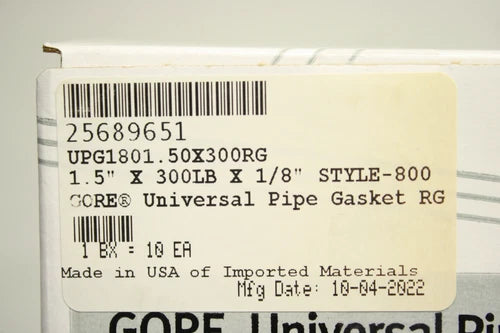 25689651
UPG1801.50X300RG
1.5" X 300LB X 1/8" STYLE-800
GORE® Universal Pipe Gasket RG
1 BX = 10 EA
Made in USA of Imported Materials
Mfg Date: 10-04-2022
GORE Universal Pi